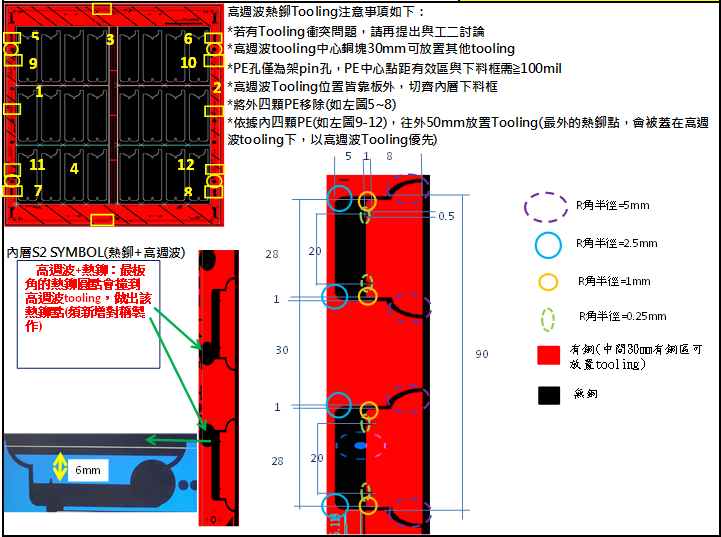 高週波熱鉚Tooling注意事項如下：
*若有Tooling衝突問題，請再提出與工二討論
*高週波tooling中心銅塊30mm可放置其他tooling
*PE孔僅為架pin孔，PE中心點距有效區與下料框需≧100mil
*高週波Tooling位置皆靠板外，切齊內層下料框
*將外四顆PE移除(如左圖5~8)
*依據內四顆PE(如左圖9-12)，往外50mm放置Tooling(最外的熱鉚點，會被蓋在高週
波tooling下，以高週波Tooling優先)
5
3
6
9
10
1
2
11
4
12
7
8
內層S2 SYMBOL(熱鉚+高週波)
高週波+熱鉚：最板
角的熱鉚圓點會撞到
高週波tooling，做出該
熱鉚點(須新增對稱製
作)
6mm
5
1
8
0.5
28
20
1
30
90
1
28
20
R角半徑=5mm
R角半徑=2.5mm
R角半徑=1mm
R角半徑=0.25mm
有銅(中間30mm有銅區可
放置tooling)
無銅